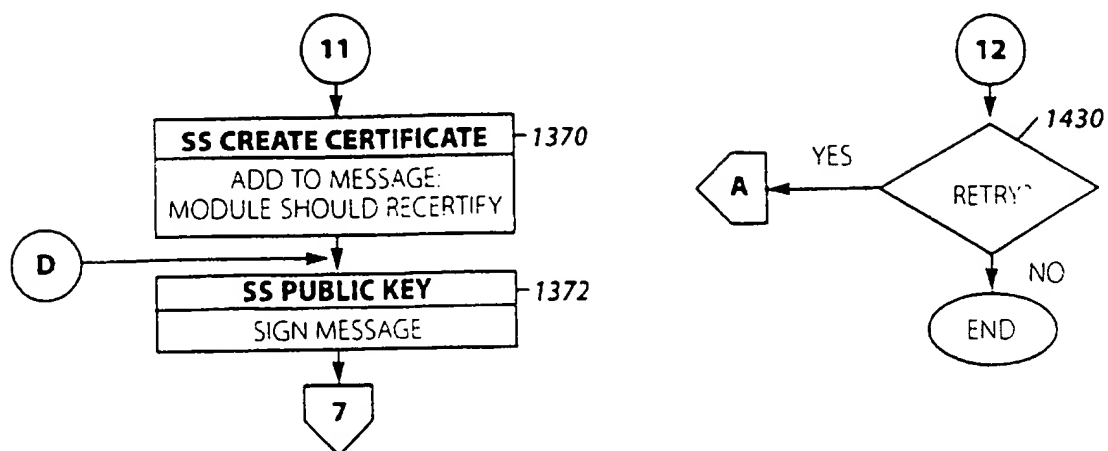 11
SS CREATE CERTIFICATE
1370
ADD TO MESSAGE:
MODULE SHOULD RECERTIFY
D
SS PUBLIC KEY
1372
SIGN MESSAGE
7
12
1430
YES
A
RETRY?
NO
END